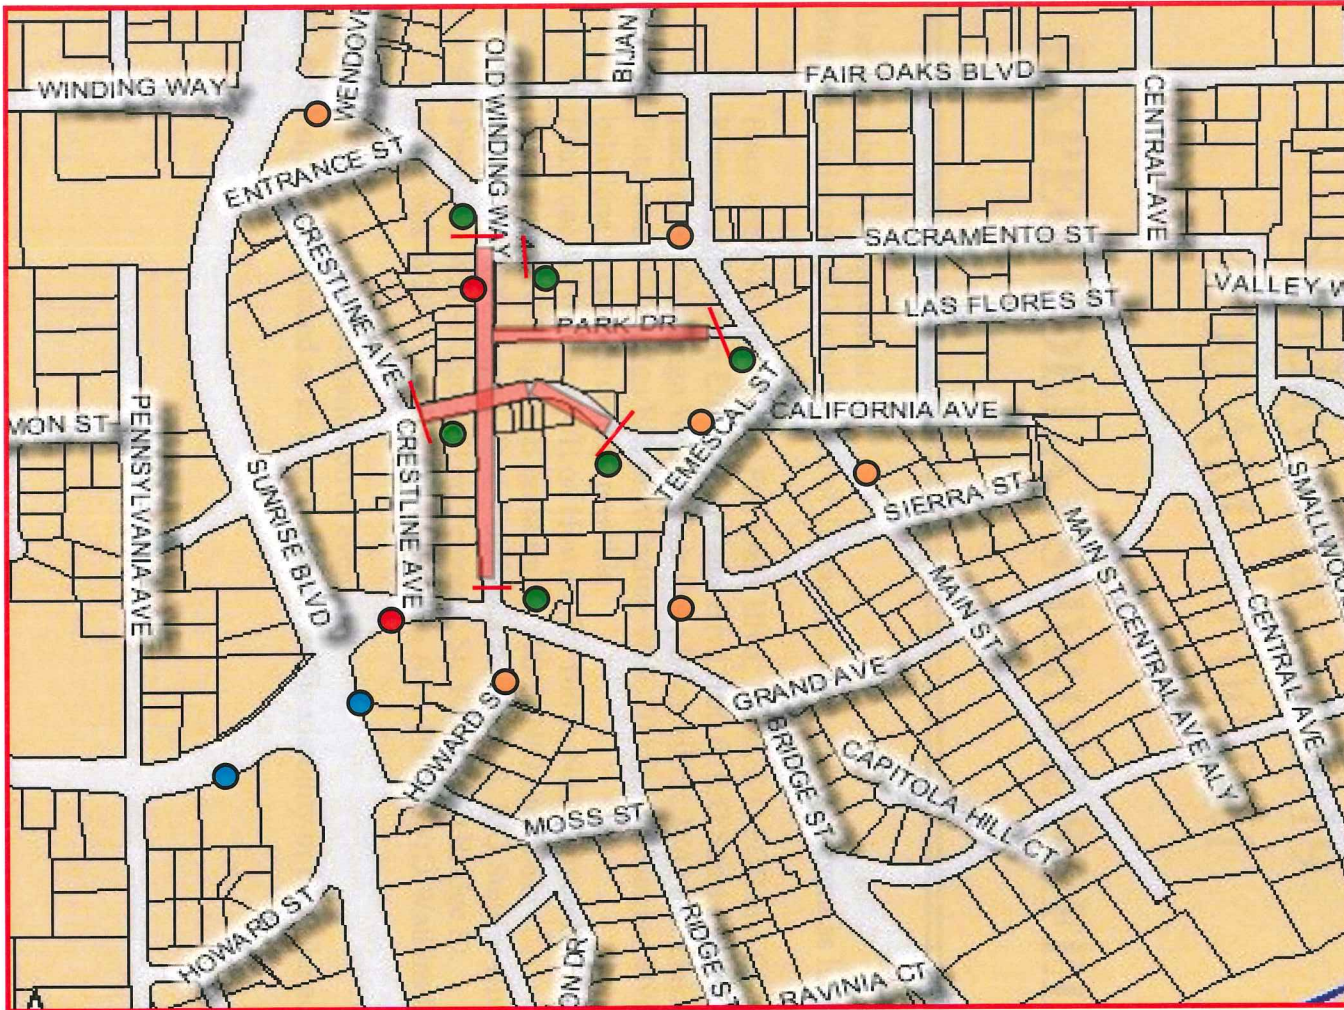 WENDOV
BIJAN
OLD WINDING WAY
FAIR OAKS BLVD
WINDING WAY
CENTRAL AVE
ENTRANCE ST
CRESTLINE AVE
SACRAMENTO ST
VALLEY W
LAS FLORES ST
PARK DR
TEMESCAL ST
CALIFORNIA AVE
MON ST
PENNSYLVANIA AVE
CRESTLINE AVE
SUNRISE BLVD
SIERRA ST
SMALLWO
MAIN ST CENTRAL AVE ALY
MAIN ST
CENTRAL AVE
GRAND AVE
HOWARD S
BRIDGE ST
CAPITOLA HILL CT
MOSS ST
HOWARD ST
RIDGE ST
ON DR
RAVINIA CT